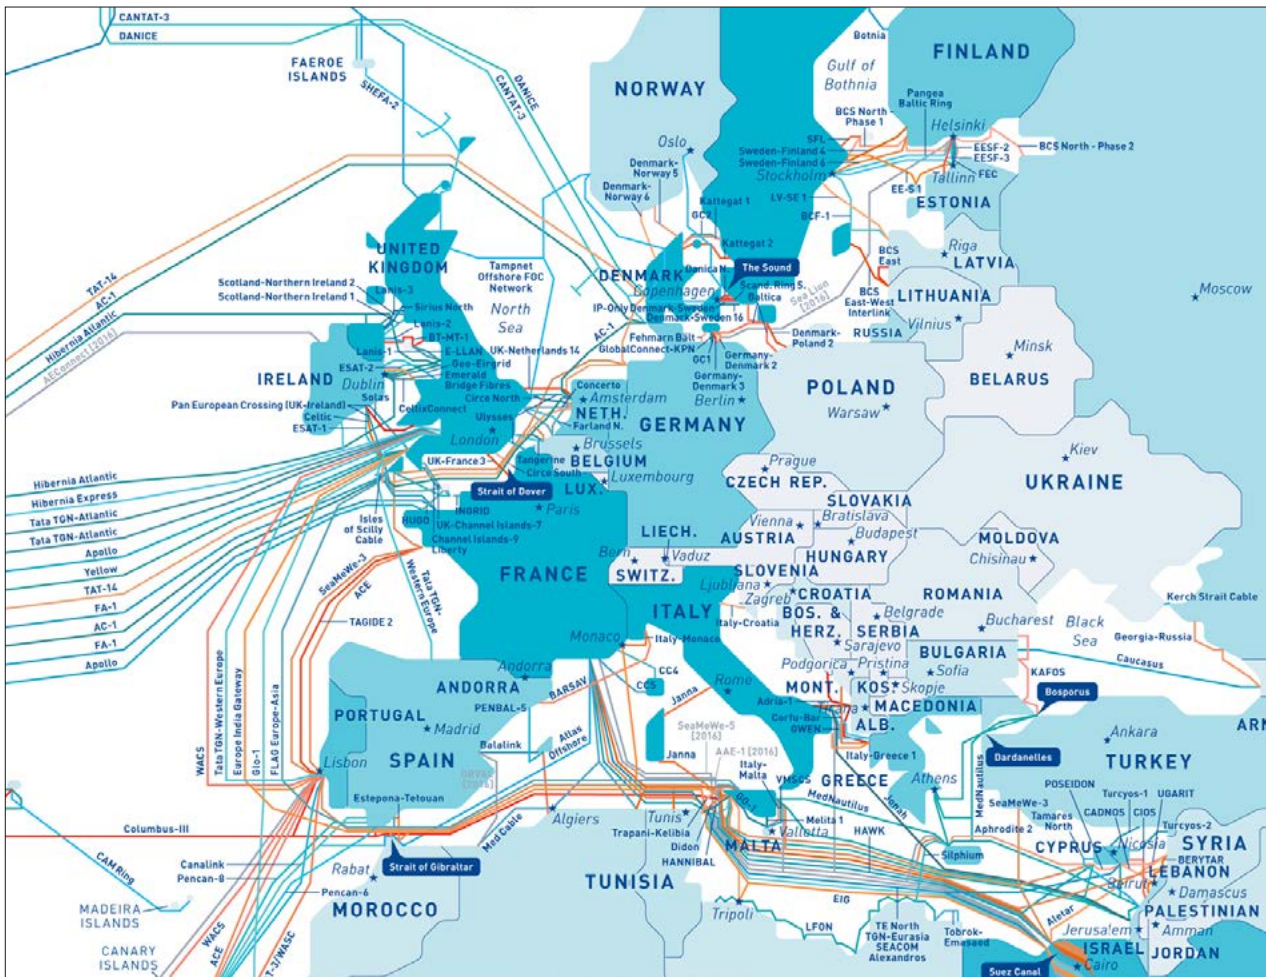 CANTAT-3
DANICE
FAEROE
ISLANDS
SHEFA-2
DANICE
CANTAT-3
NORWAY
Oslo
Botnia
Gulf of
Bothnia
FINLAND
Pangea
Baltic Ring
BCS North -
Phase 1
Helsinki
SFL
Sweden-Finland 4
Sweden-Finland 6
Stockholm
EESF-2
EESF-3
FEC
BCS North - Phase 2
Tallinn
EE-S 1
ESTONIA
LV-SE 1
BCF-1
Denmark-
Norway 5
Denmark-
Norway 6
Kattegat 1
GC2
Kattegat 2
Riga
LATVIA
BCS
East
BCS
East-West
Interlink
LITHUANIA
Vilnius
RUSSIA
Moscow
Minsk
BELARUS
UNITED
KINGDOM
Tampnet
Offshore FOC
Network
North
Sea
DENMARK
Copenhagen
Danica N.
The Sound
Scand. Ring S.
Baltica
IP-Only Denmark-Sweden
Denmark-Sweden 16
Sea Lion
[2016]
Fehmarn Bält
GlobalConnect-KPN
GC1
Germany-
Denmark 2
Germany-
Denmark 3
Denmark-
Poland 2
TAT-14
AC-1
Hibernia Atlantic
AEConnect [2016]
Scotland-Northern Ireland 2
Scotland-Northern Ireland 1
Lanis-3
Sirius North
Lanis-2
BT-MT-1
Lanis-1
E-LLAN
Geo-Eirgrid
ESAT-2
Emerald
Bridge Fibres
Circe North
IRELAND
Dublin
Solas
Pan European Crossing (UK-Ireland)
Celtic
ESAT-1
CeltixConnect
Ulysses
London
UK-Netherlands 14
AC-1
Concerto
Amsterdam
NETH.
Farland N.
Berlin
GERMANY
POLAND
Warsaw
Kiev
UKRAINE
UK-France 3
Tangerine
Circe South
Strait of Dover
Brussels
BELGIUM
Luxembourg
LUX.
Paris
Prague
CZECH REP.
SLOVAKIA
Bratislava
Vienna
AUSTRIA
Budapest
HUNGARY
MOLDOVA
Chisinau
Hibernia Atlantic
Hibernia Express
Tata TGN-Atlantic
Tata TGN-Atlantic
Apollo
Yellow
TAT-14
FA-1
AC-1
FA-1
Apollo
Isles
of Scilly
Cable
HUGO
INGRID
UK-Channel Islands-7
Channel Islands-9
Liberty
SeaMeWe-3
ACE
TAGIDE 2
Tata TGN-
Western Europe
FRANCE
LIECH.
Bern
Vaduz
SWITZ.
SLOVENIA
Ljubljana
Zagreb
CROATIA
ITALY
Italy-Croatia
BOS. &
HERZ.
Belgrade
SERBIA
Sarajevo
ROMANIA
Bucharest
Black
Sea
Kerch Strait Cable
Georgia-Russia
Caucasus
Podgorica
Pristina
MONT.
KOS.
Skopje
MACEDONIA
Tirana
ALB.
BULGARIA
Sofia
KAFOS
Bosporus
Dardanelles
Monaco
Italy-Monaco
Andorra
ANDORRA
PENBAL-5
BARSAV
CC4
CC5
Janna
Janna
Rome
SeaMeWe-5
[2016]
AAE-1 [2016]
Adria-1
Corfu-Bar
GWEN
Italy-Greece 1
GREECE
Athens
Ankara
TURKEY
ARM
WACS
Tata TGN-Western Europe
Europe India Gateway
Glo-1
FLAG Europe-Asia
PORTUGAL
Lisbon
Madrid
SPAIN
Balalink
ORVAL
[2016]
Atlas
Offshore
Estepona-Tetouan
Columbus-III
Med Cable
Algiers
Strait of Gibraltar
Canalink
Pencan-8
Pencan-6
Rabat
MOROCCO
CAM Ring
MADEIRA
ISLANDS
CANARY
ISLANDS
WACS
ACE
T-3/WASC
Tunis
Trapani-Kelibia
Didon
HANNIBAL
TUNISIA
GO-1
Italy-
Malta
VMSCS
MedNautilus
Melita 1
Valletta
MALTA
HAWK
Jonah
MedNautilus
Silphium
Tripoli
EIG
LFON
TE North
TGN-Eurasia
SEACOM
Alexandros
Tobrok-
Emasaed
SeaMeWe-3
Aphrodite 2
Tamares
North
POSEIDON
CADNOS
Turcyos-1
CIOS
UGARIT
Turcyos-2
CYPRUS
Nicosia
SYRIA
BERYTAR
LEBANON
Beirut
Damascus
Aletar
PALESTINIAN
Jerusalem
Amman
ISRAEL
JORDAN
Cairo
Suez Canal